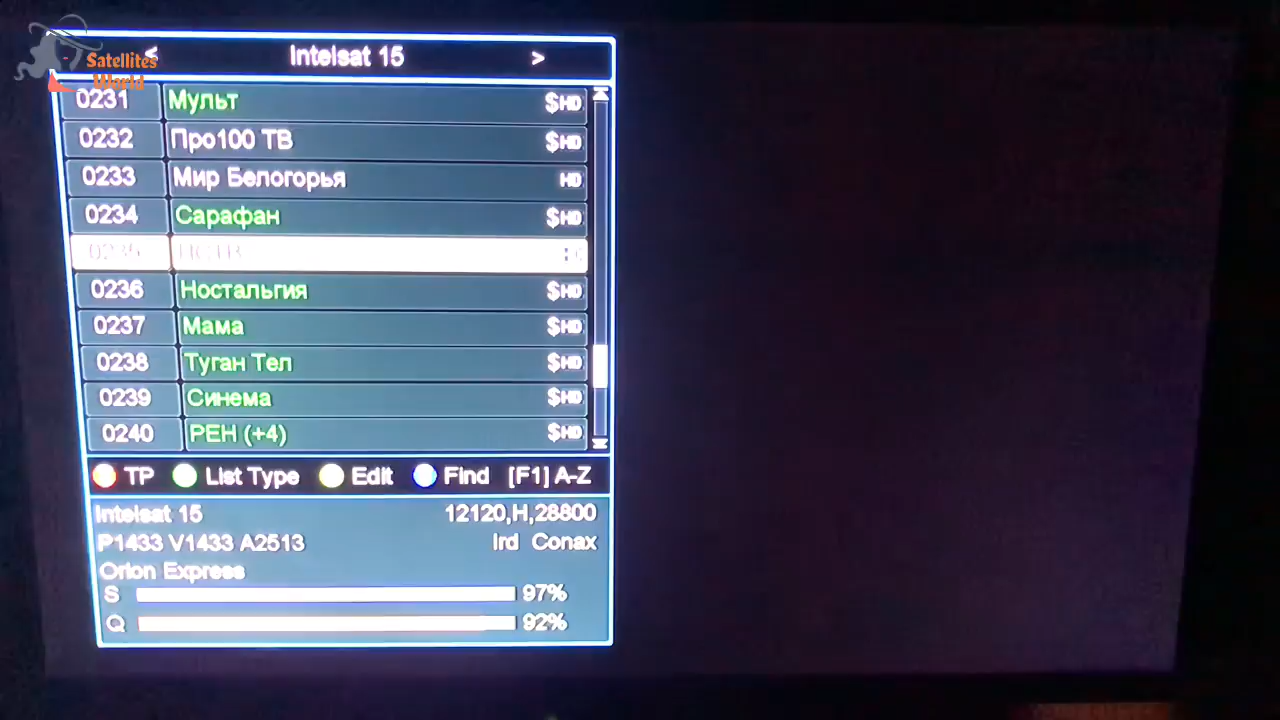 Satellites
World
< Intelsat 15 >
0231 Мульт $HD
0232 Про100 ТВ $HD
0233 Мир Белогорья HD
0234 Сарафан $HD
0235
0236 Ностальгия $HD
0237 Мама $HD
0238 Туган Тел $HD
0239 Синема $HD
0240 РЕН (+4) $HD
TP List Type Edit Find [F1] A-Z
Intelsat 15 12120,H,28800
P1433 V1433 A2513 Ird Conax
Orion Express
S 97%
Q 92%